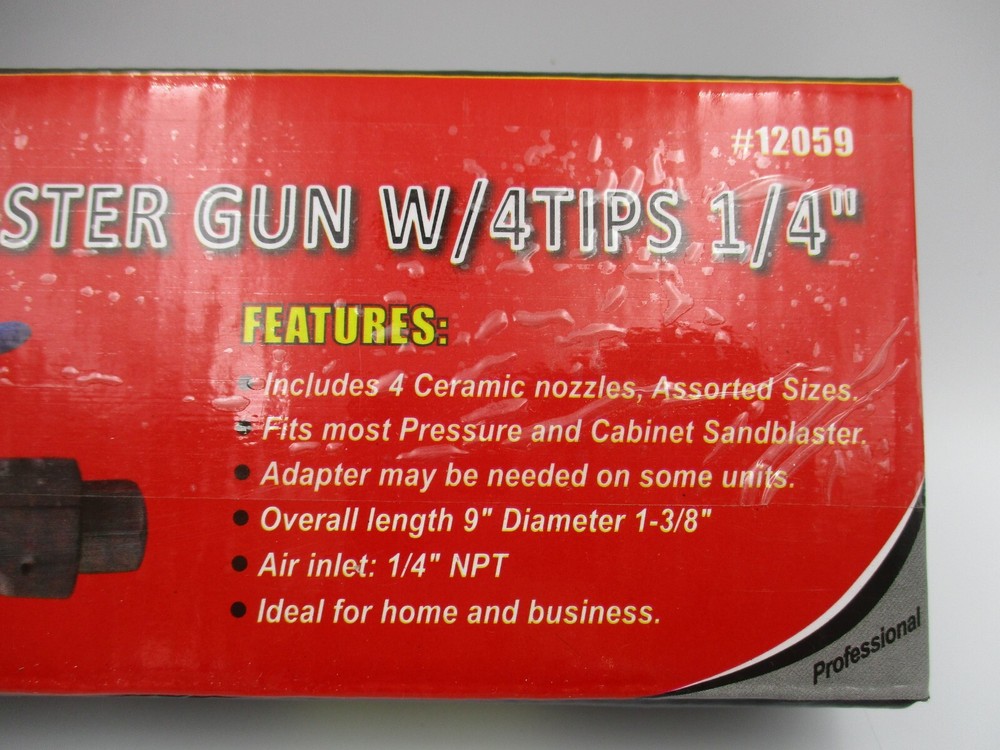 #12059
STER GUN W/4TIPS 1/4"
FEATURES:
• Includes 4 Ceramic nozzles, Assorted Sizes.
• Fits most Pressure and Cabinet Sandblaster.
• Adapter may be needed on some units.
• Overall length 9" Diameter 1-3/8"
• Air inlet: 1/4" NPT
• Ideal for home and business.
Professional